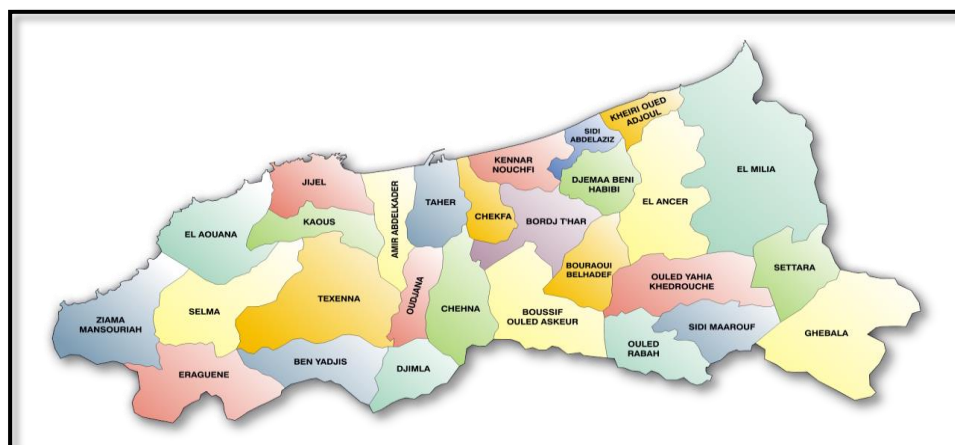 KHEIRI OUED
ADJOUL
SIDI
ABDELAZIZ
KENNAR
NOUCHFI
EL MILIA
DJEMAA BENI
HABIBI
JIJEL
AMIR ABDELKADER
TAHER
CHEKFA
EL ANCER
KAOUS
BORDJ T'HAR
EL AOUANA
BOURAOUI
BELHADEF
SETTARA
OULED YAHIA
KHEDROUCHE
TEXENNA
OUDJANA
CHEHNA
SELMA
BOUSSIF
OULED ASKEUR
ZIAMA
MANSOURIAH
SIDI MAAROUF
GHEBALA
OULED
RABAH
BEN YADJIS
DJIMLA
ERAGUENE